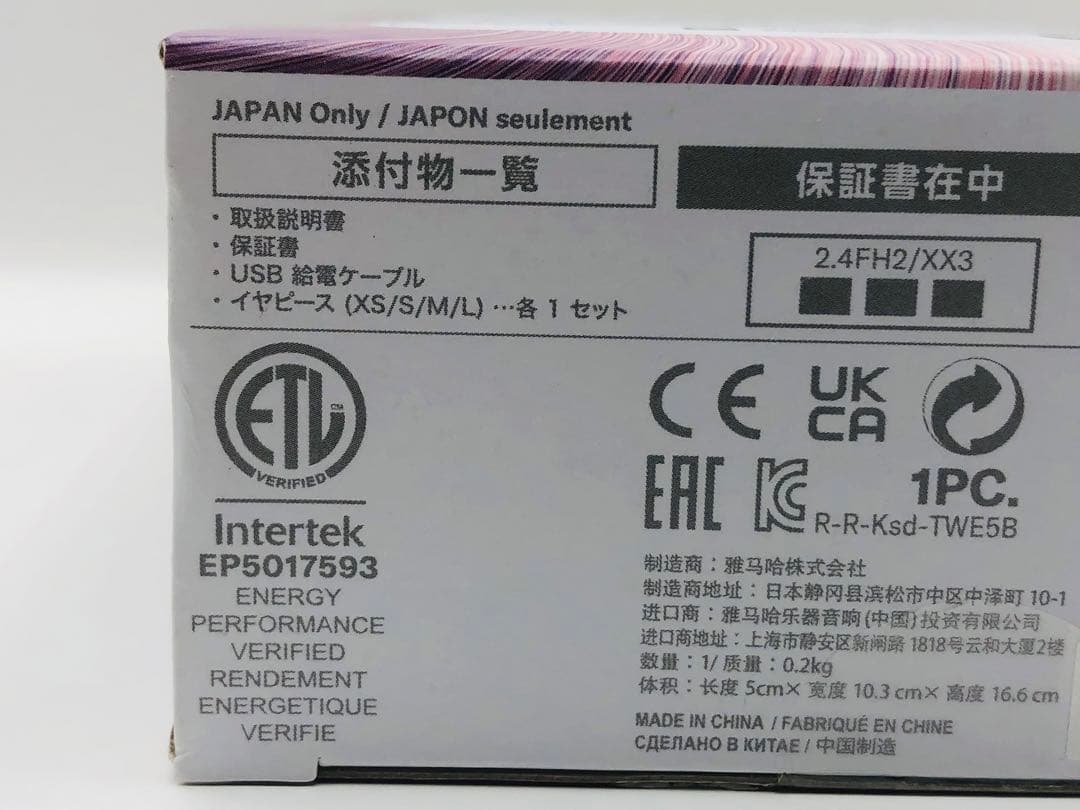 JAPAN Only / JAPON seulement
添付物一覧
保証書在中
・取扱説明書
・保証書
・USB 給電ケーブル
・イヤピース (XS/S/M/L) …各 1 セット
2.4FH2/XX3
ETL
CM
VERIFIED
Intertek
EP5017593
ENERGY
PERFORMANCE
VERIFIED
RENDEMENT
ENERGETIQUE
VERIFIE
CE
UK
CA
EAC
KC
1PC.
R-R-Ksd-TWE5B
制造商：雅马哈株式会社
制造商地址：日本静冈县滨松市中区中泽町 10-1
进口商：雅马哈乐器音响(中国)投资有限公司
进口商地址：上海市静安区新闸路 1818号云和大厦2楼
数量：1/ 质量：0.2kg
体积：长度 5cm× 宽度 10.3 cm× 高度 16.6 cm
MADE IN CHINA / FABRIQUÉ EN CHINE
СДЕЛАНО В КИТАЕ / 中国制造